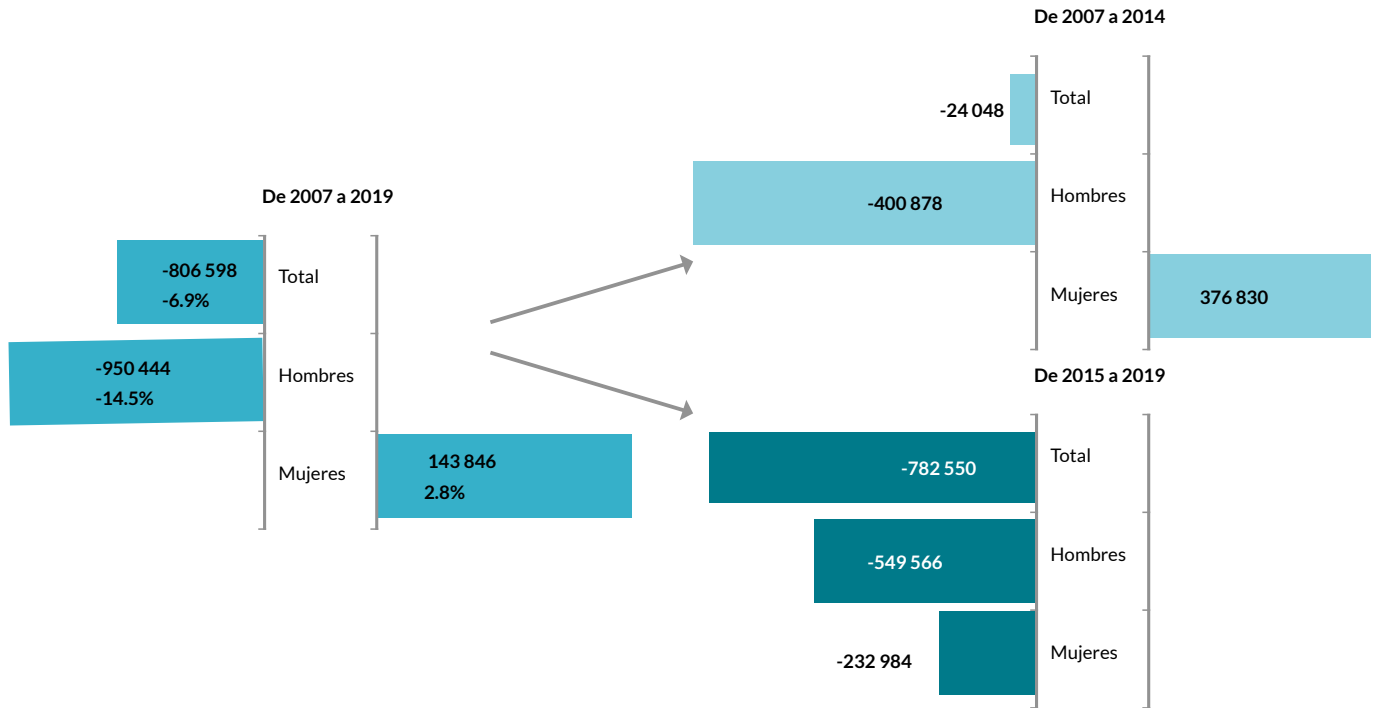 De 2007 a 2019
-806 598
-6.9%
Total
-950 444
-14.5%
Hombres
143 846
2.8%
Mujeres
De 2007 a 2014
-24 048
Total
-400 878
Hombres
Mujeres
376 830
De 2015 a 2019
-782 550
Total
-549 566
Hombres
-232 984
Mujeres